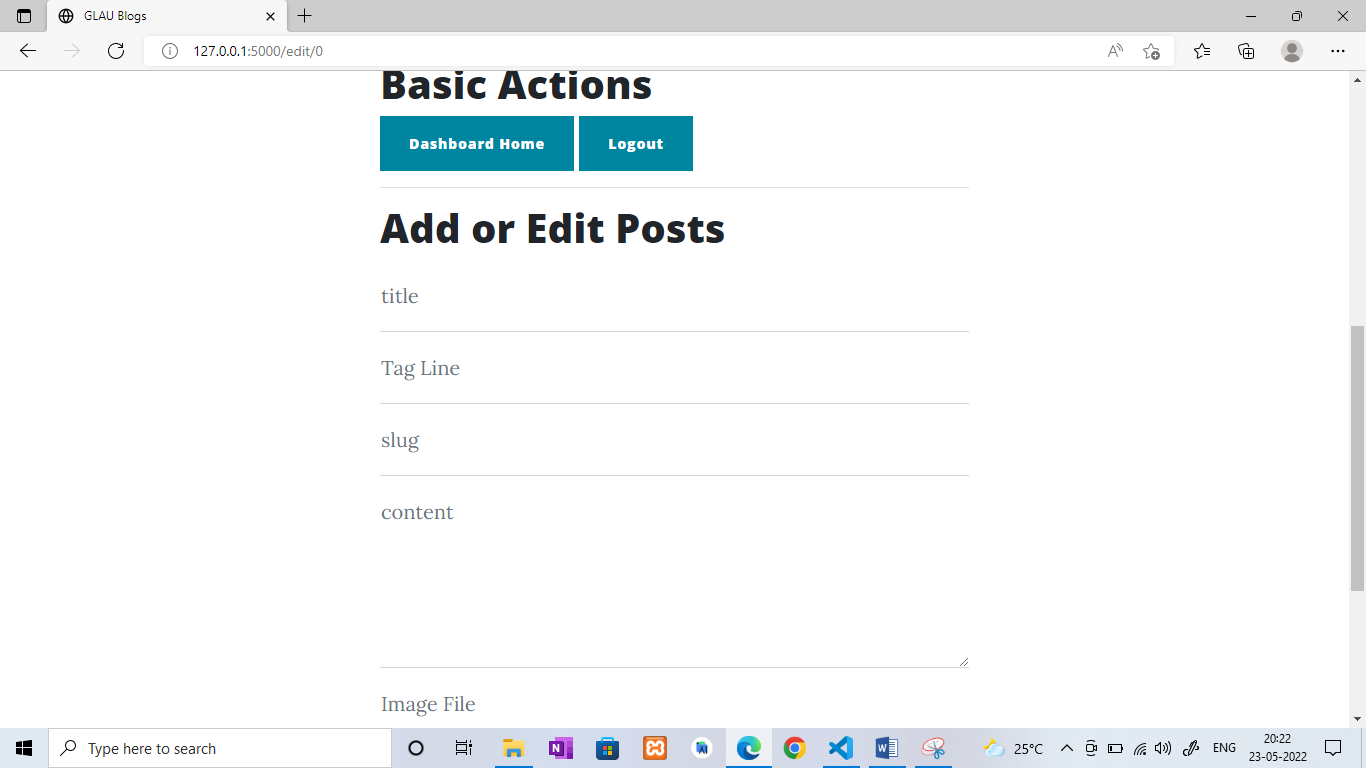 GLAU Blogs
127.0.0.1:5000/edit/0
Basic Actions
Dashboard Home Logout
Add or Edit Posts
title
Tag Line
slug
content
Image File
Type here to search
25°C
ENG
20:22
23-05-2022